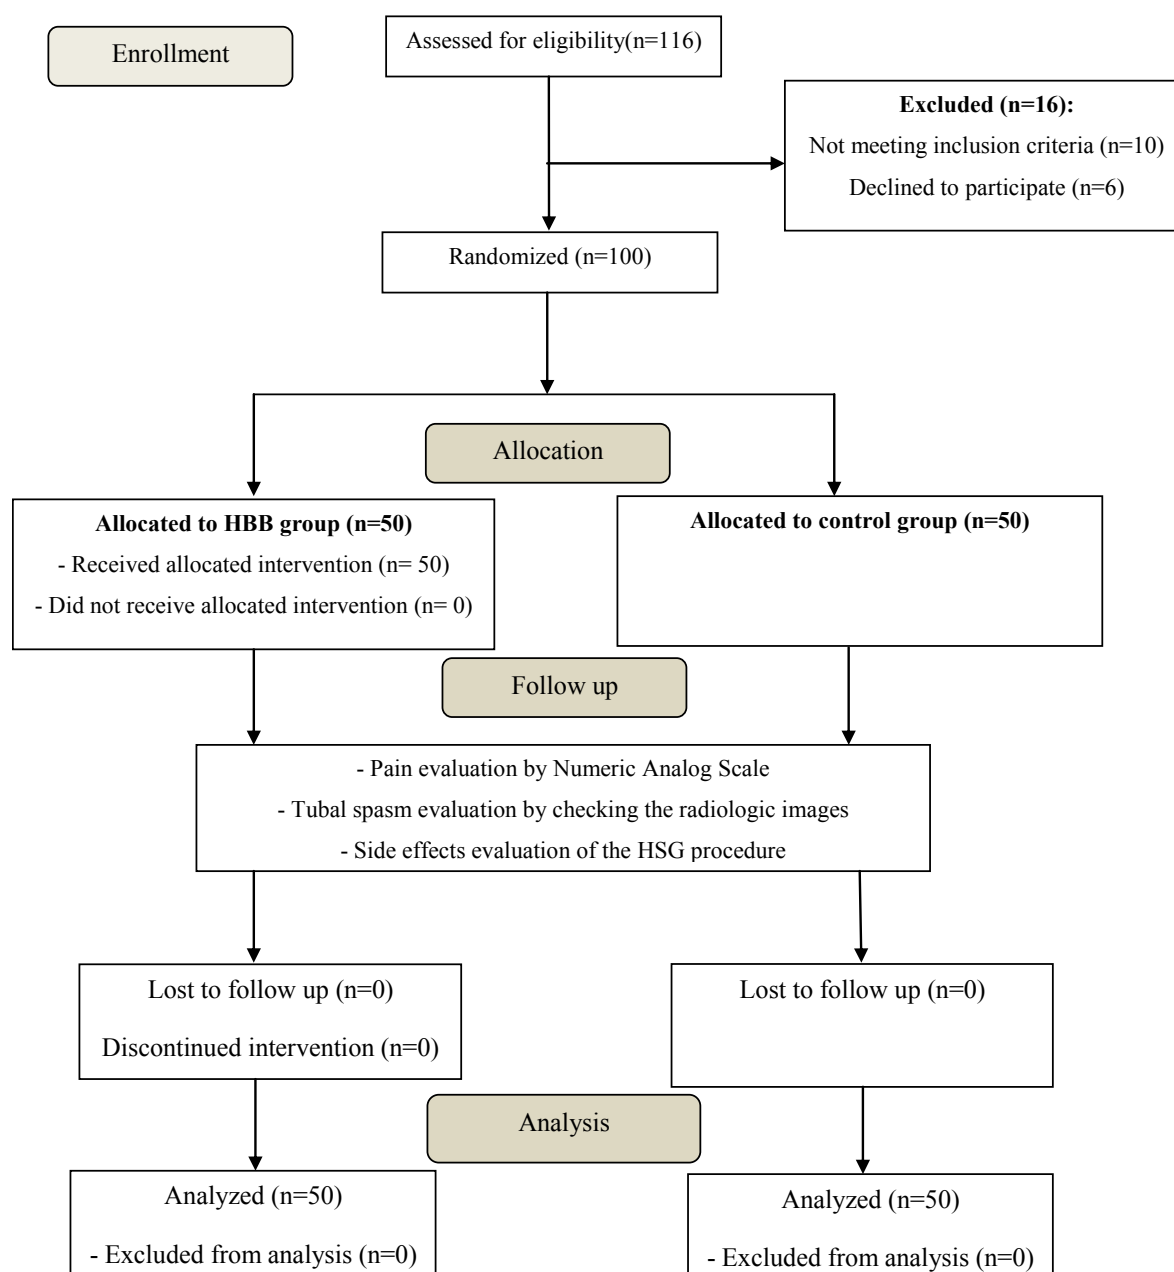 Enrollment
Assessed for eligibility(n=116)
Excluded (n=16):
Not meeting inclusion criteria (n=10)
Declined to participate (n=6)
Randomized (n=100)
Allocation
Allocated to HBB group (n=50)
- Received allocated intervention (n= 50)
- Did not receive allocated intervention (n= 0)
Allocated to control group (n=50)
Follow up
- Pain evaluation by Numeric Analog Scale
- Tubal spasm evaluation by checking the radiologic images
- Side effects evaluation of the HSG procedure
Lost to follow up (n=0)
Discontinued intervention (n=0)
Lost to follow up (n=0)
Analysis
Analyzed (n=50)
- Excluded from analysis (n=0)
Analyzed (n=50)
- Excluded from analysis (n=0)